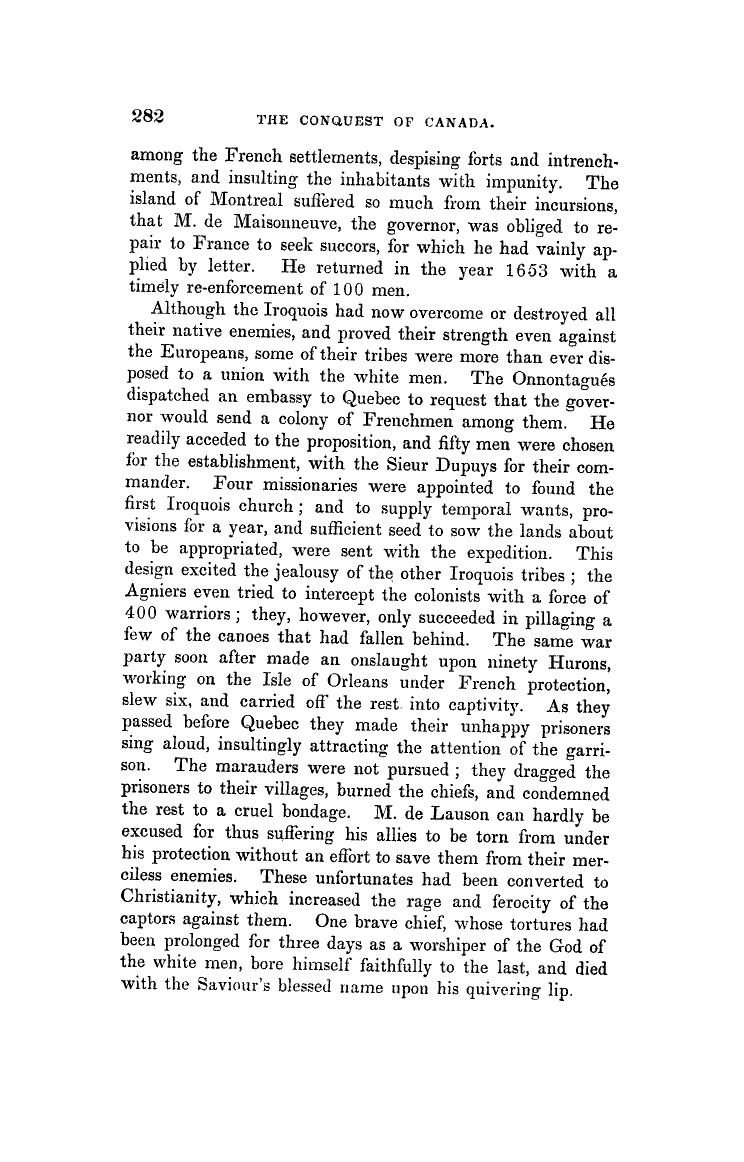 282 THE CONQUEST OF CANADA.
among the French settlements, despising forts and intrench-
ments, and insulting the inhabitants with impunity. The
island of Montreal suffered so much from their incursions,
that M. de Maisonneuve, the governor, was obliged to re-
pair to France to seek succors, for which he had vainly ap-
plied by letter. He returned in the year 1653 with a
timely re-enforcement of 100 men.
Although the Iroquois had now overcome or destroyed all
their native enemies, and proved their strength even against
the Europeans, some of their tribes were more than ever dis-
posed to a union with the white men. The Onnontagués
dispatched an embassy to Quebec to request that the gover-
nor would send a colony of Frenchmen among them. He
readily acceded to the proposition, and fifty men were chosen
for the establishment, with the Sieur Dupuys for their com-
mander. Four missionaries were appointed to found the
first Iroquois church; and to supply temporal wants, pro-
visions for a year, and sufficient seed to sow the lands about
to be appropriated, were sent with the expedition. This
design excited the jealousy of the other Iroquois tribes; the
Agniers even tried to intercept the colonists with a force of
400 warriors; they, however, only succeeded in pillaging a
few of the canoes that had fallen behind. The same war
party soon after made an onslaught upon ninety Hurons,
working on the Isle of Orleans under French protection,
slew six, and carried off the rest into captivity. As they
passed before Quebec they made their unhappy prisoners
sing aloud, insultingly attracting the attention of the garri-
son. The marauders were not pursued; they dragged the
prisoners to their villages, burned the chiefs, and condemned
the rest to a cruel bondage. M. de Lauson can hardly be
excused for thus suffering his allies to be torn from under
his protection without an effort to save them from their mer-
ciless enemies. These unfortunates had been converted to
Christianity, which increased the rage and ferocity of the
captors against them. One brave chief, whose tortures had
been prolonged for three days as a worshiper of the God of
the white men, bore himself faithfully to the last, and died
with the Saviour's blessed name upon his quivering lip.